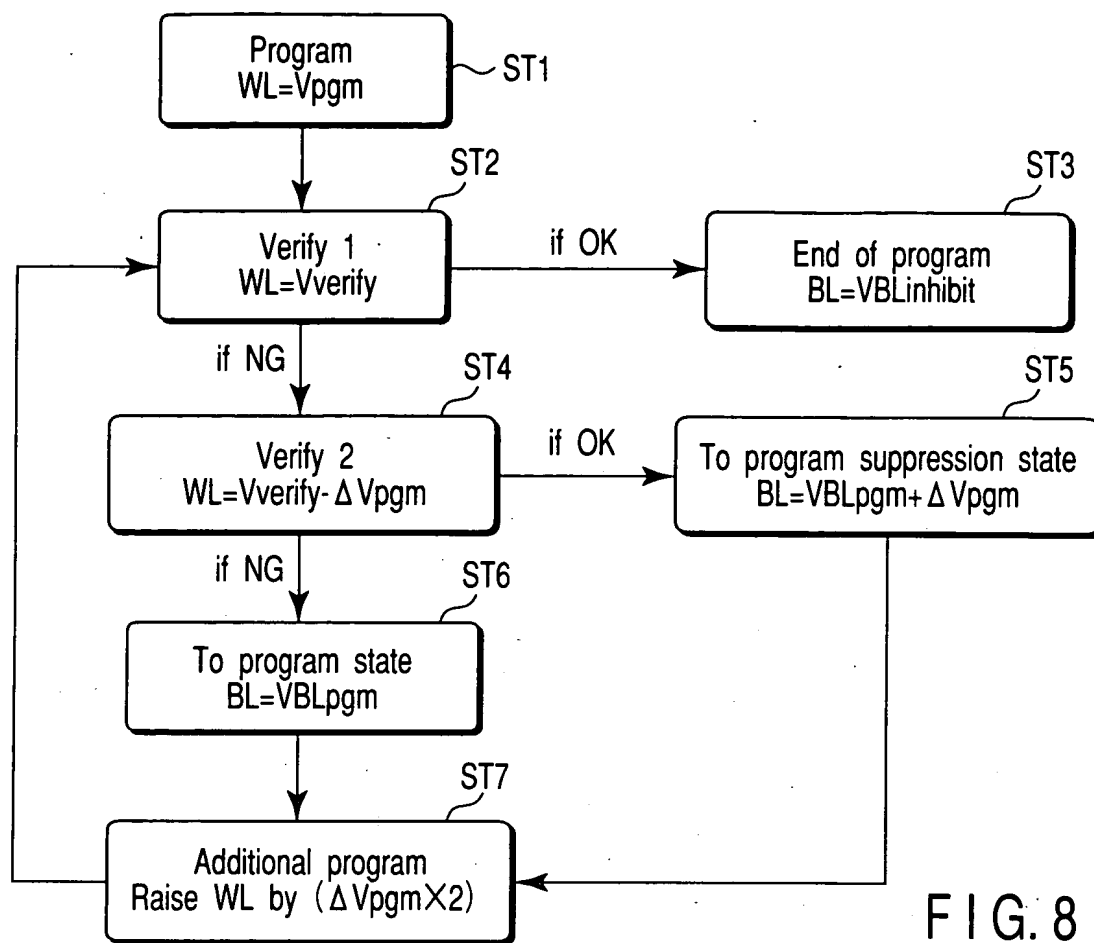 Program
WL=Vpgm
ST1
ST2
Verify 1
WL=Vverify
if OK
ST3
End of program
BL=VBLinhibit
if NG
ST4
Verify 2
WL=Vverify-ΔVpgm
if OK
ST5
To program suppression state
BL=VBLpgm+ΔVpgm
if NG
ST6
To program state
BL=VBLpgm
ST7
Additional program
Raise WL by (ΔVpgm×2)
FIG. 8